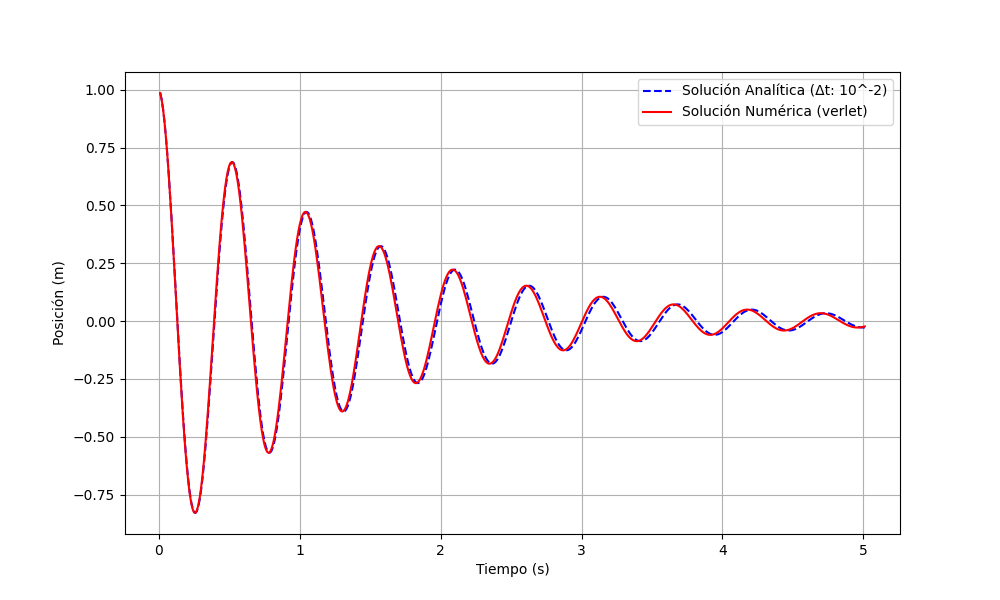 Solución Analítica (Δt: 10^-2)
Solución Numérica (verlet)
1.00
0.75
0.50
0.25
0.00
−0.25
−0.50
−0.75
Posición (m)
0 1 2 3 4 5
Tiempo (s)